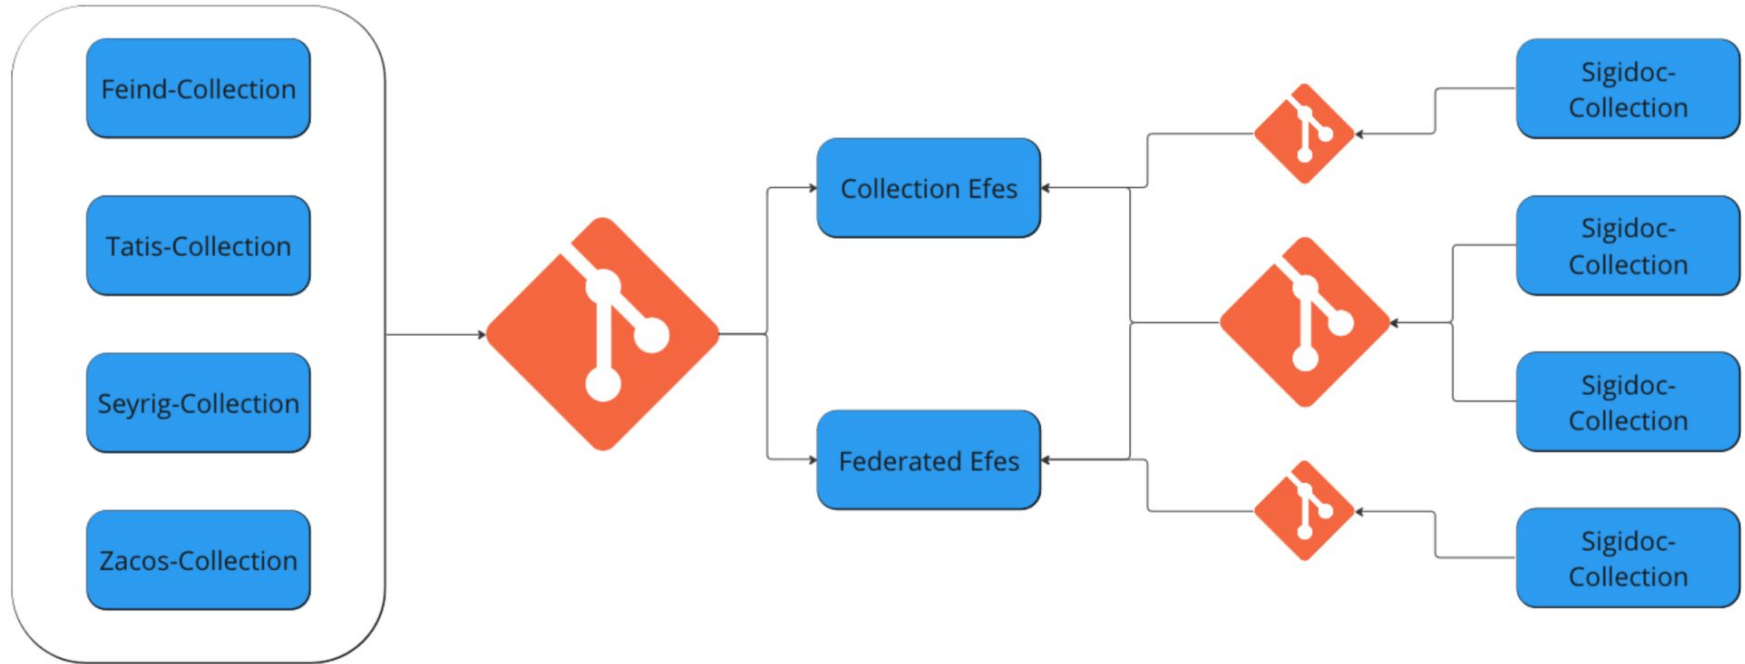 Feind-Collection
Tatis-Collection
Seyrig-Collection
Zacos-Collection
Collection Efes
Federated Efes
Sigidoc-
Collection
Sigidoc-
Collection
Sigidoc-
Collection
Sigidoc-
Collection